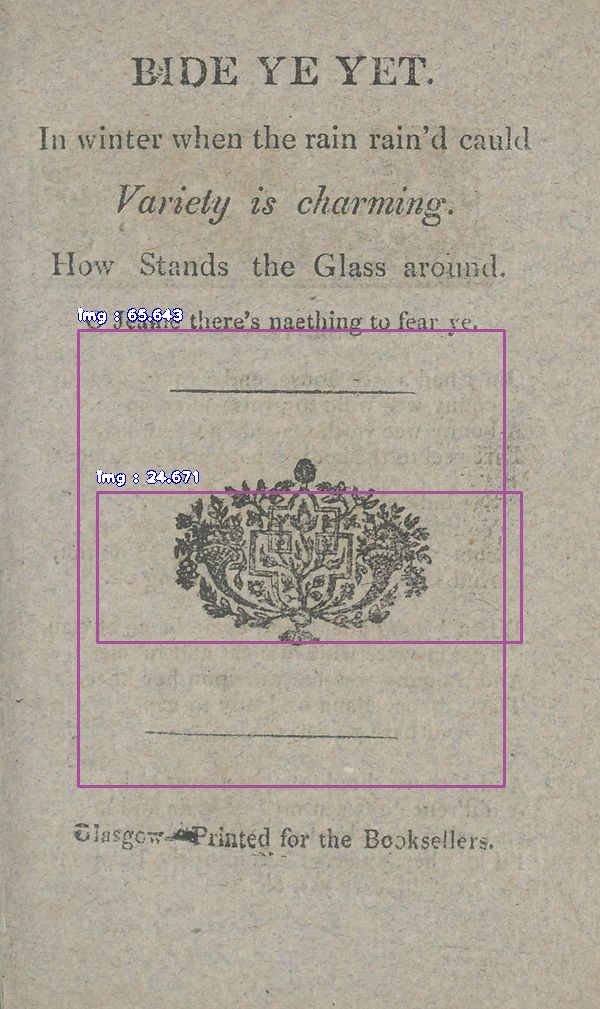 BIDE YE YET.
In winter when the rain rain'd cauld
Variety is charming.
How Stands the Glass around.
img : 65.643
O Jeanie there's naething to fear ye.
img : 24.671
Glasgow—Printed for the Booksellers.